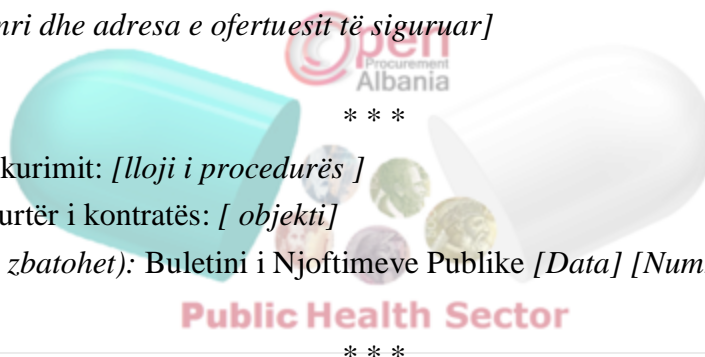 mri dhe adresa e ofertuesit të siguruar]
Open
Procurement
Albania
* * *
kurimit: [lloji i procedurës ]
urtër i kontratës: [ objekti]
zbatohet): Buletini i Njoftimeve Publike [Data] [Num
Public Health Sector
* * *